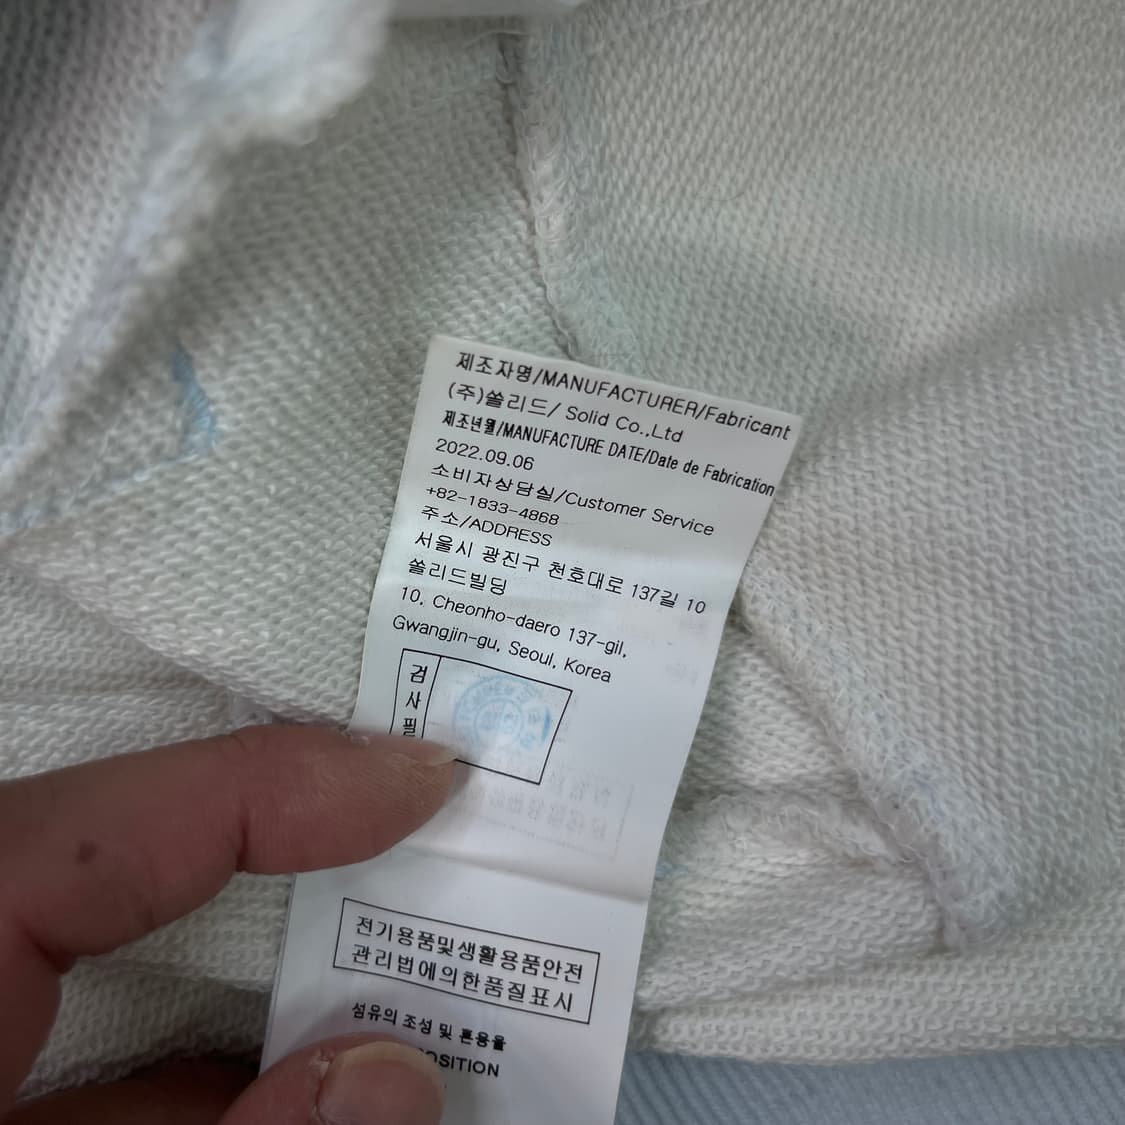 제조자명/MANUFACTURER/Fabricant
(주)쏠리드/ Solid Co.,Ltd
제조년월/MANUFACTURE DATE/Date de Fabrication
2022.09.06
소비자상담실/Customer Service
+82-1833-4868
주소/ADDRESS
서울시 광진구 천호대로 137길 10
쏠리드빌딩
10, Cheonho-daero 137-gil,
Gwangjin-gu, Seoul, Korea
검사필
전기용품및생활용품안전
관리법에의한품질표시
섬유의 조성 및 혼용율